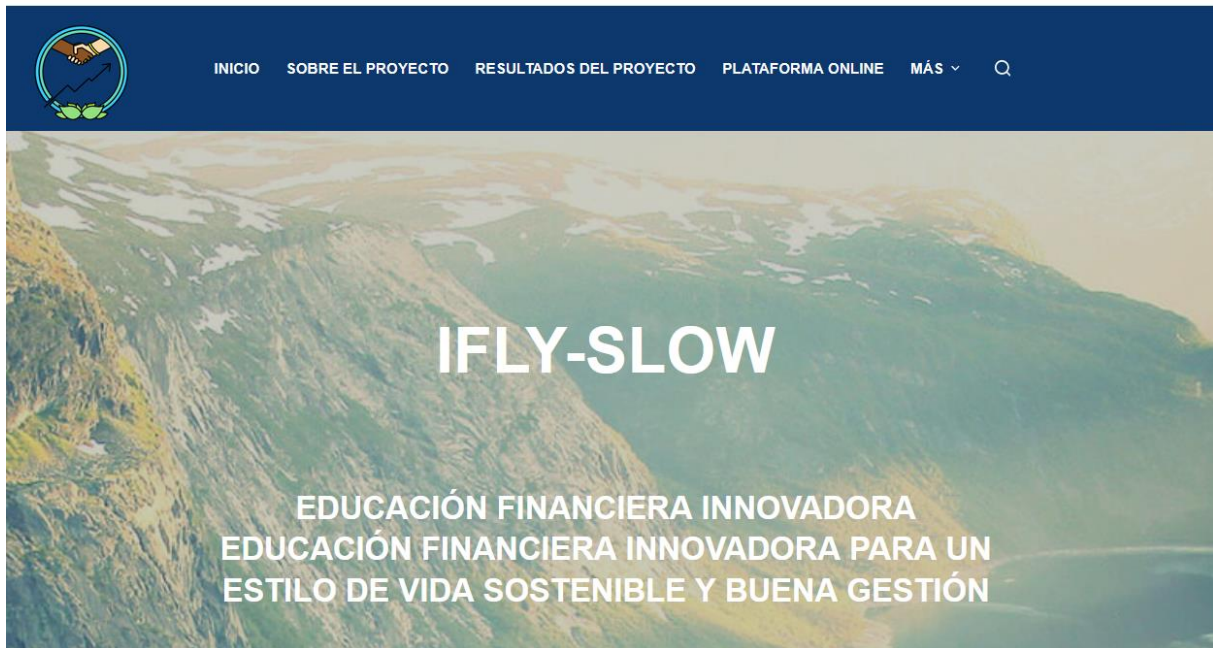 INICIO SOBRE EL PROYECTO RESULTADOS DEL PROYECTO PLATAFORMA ONLINE MÁS
IFLY-SLOW
EDUCACIÓN FINANCIERA INNOVADORA
EDUCACIÓN FINANCIERA INNOVADORA PARA UN
ESTILO DE VIDA SOSTENIBLE Y BUENA GESTIÓN